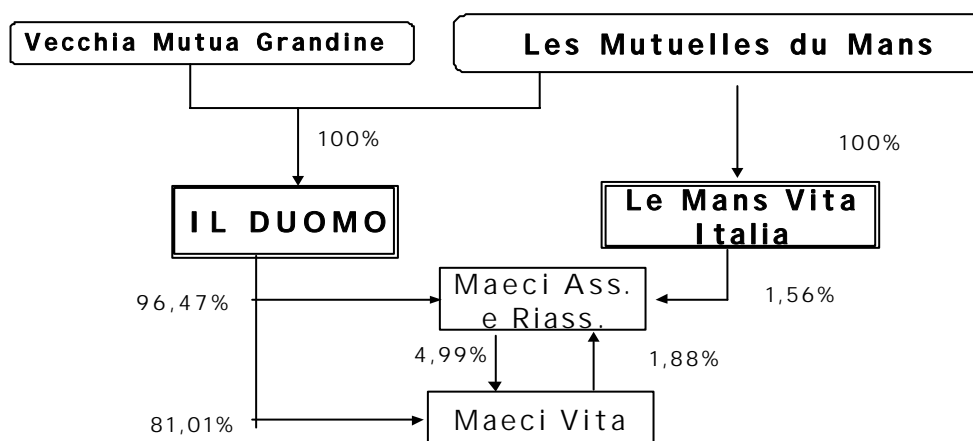 Vecchia Mutua Grandine
Les Mutuelles du Mans
100%
100%
IL DUOMO
Le Mans Vita
Italia
96,47%
Maeci Ass.
e Riass.
1,56%
4,99%
1,88%
81,01%
Maeci Vita